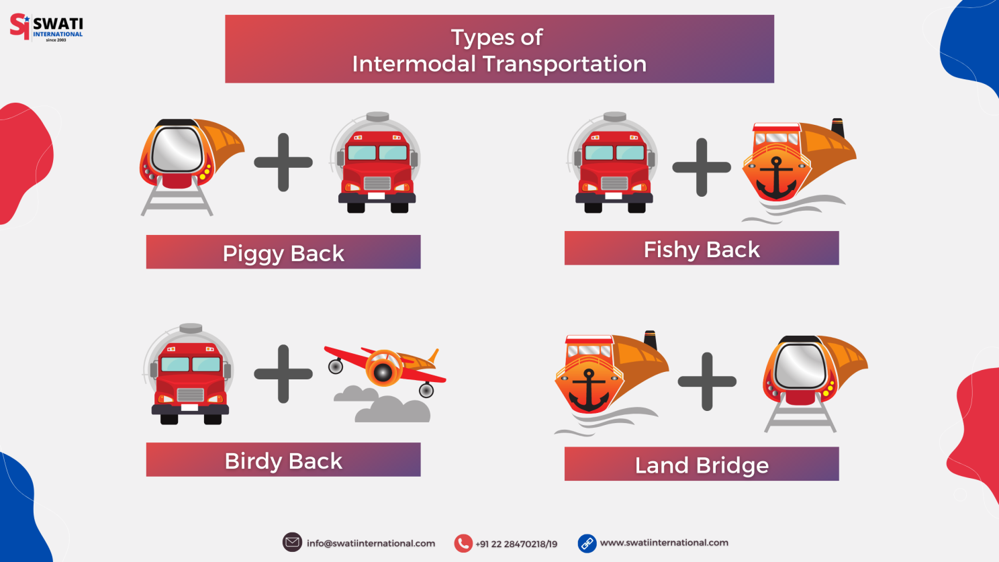 Si SWATI
INTERNATIONAL
since 2003
Types of
Intermodal Transportation
Piggy Back
Fishy Back
Birdy Back
Land Bridge
info@swatiinternational.com
+91 22 28470218/19
www.swatiinternational.com